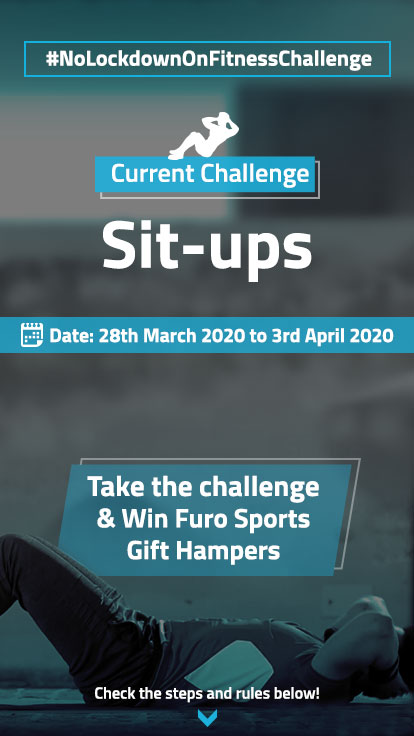 #NoLockdownOnFitnessChallenge
Current Challenge
Sit-ups
Date: 28th March 2020 to 3rd April 2020
Take the challenge
& Win Furo Sports
Gift Hampers
Check the steps and rules below!